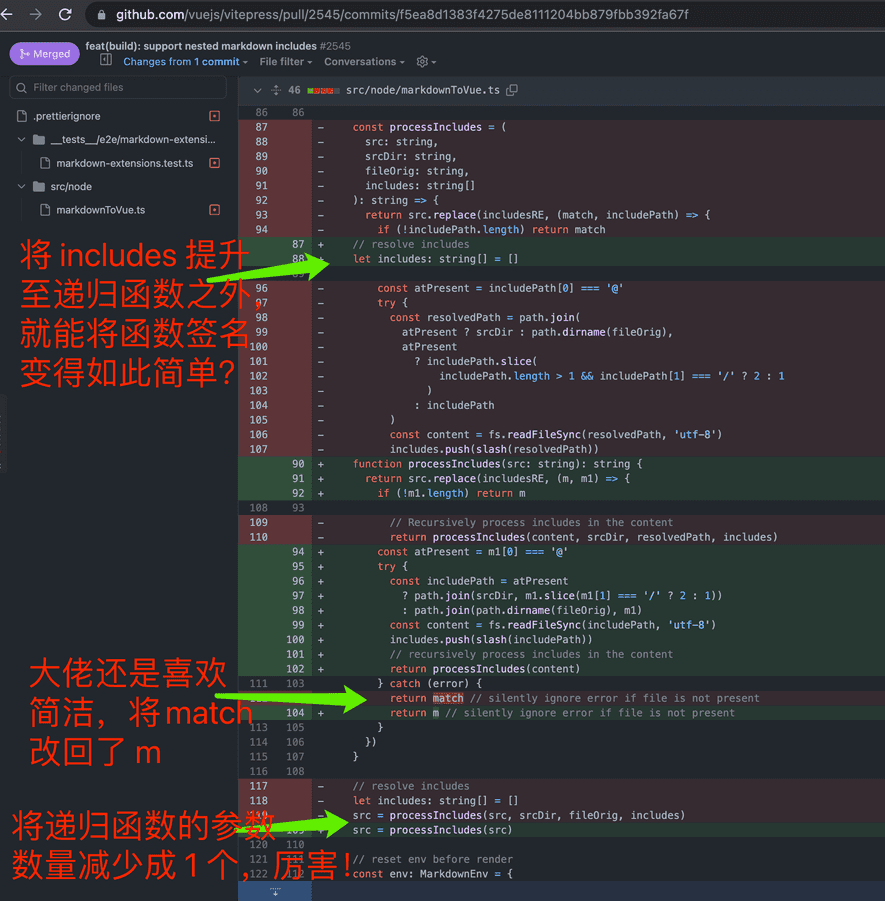 github.com/vuejs/vitepress/pull/2545/commits/f5ea8d1383f4275de8111204bb879fbb392fa67f
Merged
feat(build): support nested markdown includes #2545
Changes from 1 commit
File filter
Conversations
Filter changed files
.prettierignore
__tests__/e2e/markdown-extensi...
markdown-extensions.test.ts
src/node
markdownToVue.ts
46 src/node/markdownToVue.ts
86 86
87 - const processIncludes = (
88 - src: string,
89 - srcDir: string,
90 - fileOrig: string,
91 - includes: string[]
92 - ): string => {
93 - return src.replace(includesRE, (match, includePath) => {
94 - if (!includePath.length) return match
87 + // resolve includes
88 + let includes: string[] = []
89
96 - const atPresent = includePath[0] === '@'
97 - try {
98 - const resolvedPath = path.join(
99 - atPresent ? srcDir : path.dirname(fileOrig),
100 - atPresent
101 - ? includePath.slice(
102 - includePath.length > 1 && includePath[1] === '/' ? 2 : 1
103 - )
104 - : includePath
105 - )
106 - const content = fs.readFileSync(resolvedPath, 'utf-8')
107 - includes.push(slash(resolvedPath))
90 + function processIncludes(src: string): string {
91 + return src.replace(includesRE, (m, m1) => {
92 + if (!m1.length) return m
108 93
109 - // Recursively process includes in the content
110 - return processIncludes(content, srcDir, resolvedPath, includes)
94 + const atPresent = m1[0] === '@'
95 + try {
96 + const includePath = atPresent
97 + ? path.join(srcDir, m1.slice(m1[1] === '/' ? 2 : 1))
98 + : path.join(path.dirname(fileOrig), m1)
99 + const content = fs.readFileSync(includePath, 'utf-8')
100 + includes.push(slash(includePath))
101 + // recursively process includes in the content
102 + return processIncludes(content)
111 103 } catch (error) {
- return match // silently ignore error if file is not present
104 + return m // silently ignore error if file is not present
113 105 }
114 106 })
115 107 }
116 108
117 - // resolve includes
118 - let includes: string[] = []
- src = processIncludes(src, srcDir, fileOrig, includes)
109 + src = processIncludes(src)
120 110
121 111 // reset env before render
122 112 const env: MarkdownEnv = {
将 includes 提升
至递归函数之外，
就能将函数签名
变得如此简单？
大佬还是喜欢
简洁，将match
改回了 m
将递归函数的参数
数量减少成 1 个，厉害！